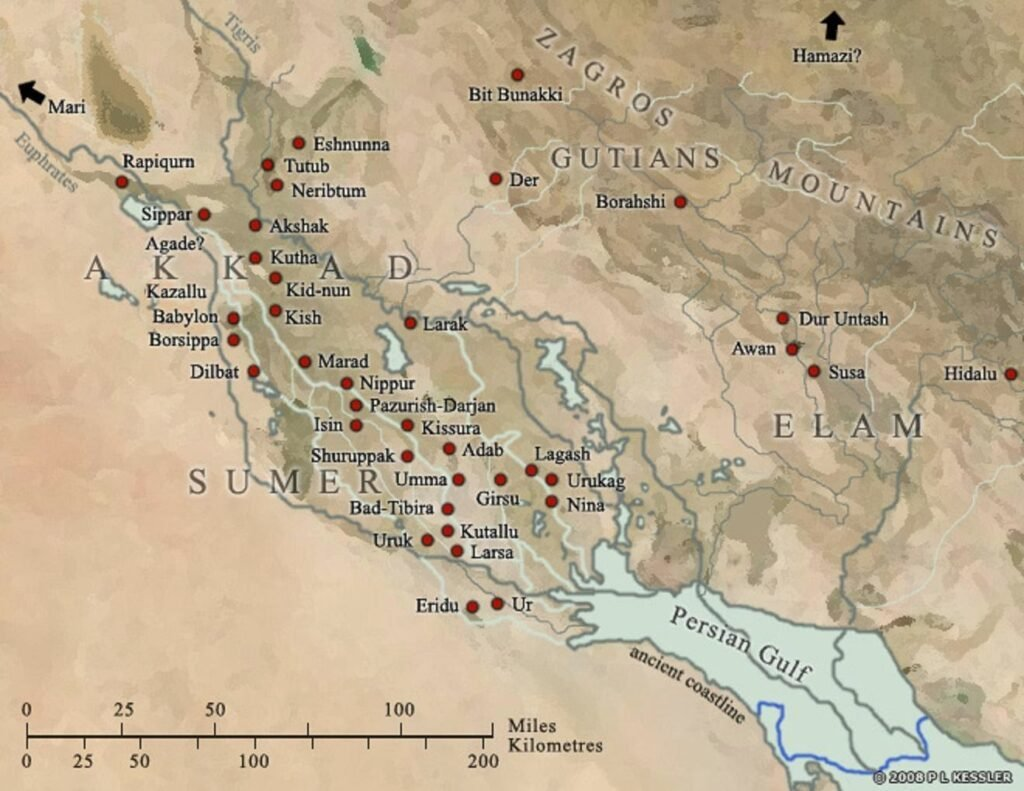 Tigris
ZAGROS
Hamazi?
Bit Bunakki
Mari
Eshnunna
GUTIANS
Euphrates
Rapiqurn
Tutub
Der
MOUNTAINS
Neribtum
Borahshi
Sippar
Akshak
Agade?
Kutha
AKKAD
Kazallu
Kid-nun
Babylon
Kish
Larak
Dur Untash
Borsippa
Awan
Marad
Dilbat
Susa
Hidalu
Nippur
Pazurish-Darjan
Isin
Kissura
ELAM
Adab
Shuruppak
Lagash
SUMER
Umma
Girsu
Urukag
Bad-Tibira
Nina
Kutallu
Uruk
Larsa
Eridu
Ur
Persian Gulf
ancient coastline
0 25 50 100
Miles
Kilometres
0 25 50 100 200
© 2008 P L KESSLER